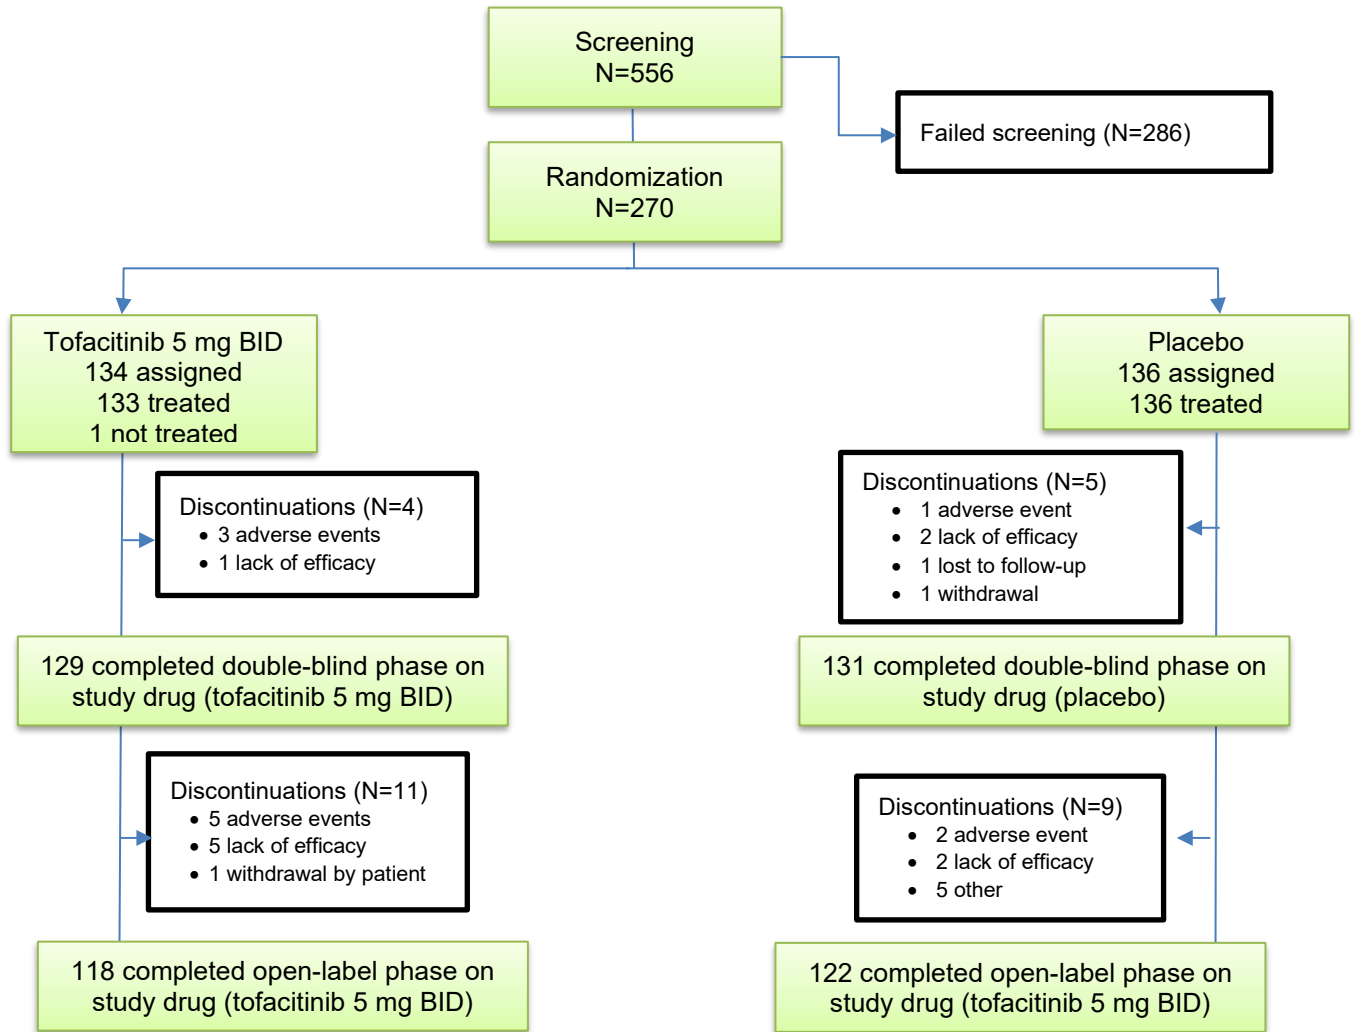 Screening
N=556
Failed screening (N=286)
Randomization
N=270
Tofacitinib 5 mg BID
134 assigned
133 treated
1 not treated
Placebo
136 assigned
136 treated
Discontinuations (N=4)
• 3 adverse events
• 1 lack of efficacy
Discontinuations (N=5)
• 1 adverse event
• 2 lack of efficacy
• 1 lost to follow-up
• 1 withdrawal
129 completed double-blind phase on
study drug (tofacitinib 5 mg BID)
131 completed double-blind phase on
study drug (placebo)
Discontinuations (N=11)
• 5 adverse events
• 5 lack of efficacy
• 1 withdrawal by patient
Discontinuations (N=9)
• 2 adverse event
• 2 lack of efficacy
• 5 other
118 completed open-label phase on
study drug (tofacitinib 5 mg BID)
122 completed open-label phase on
study drug (tofacitinib 5 mg BID)